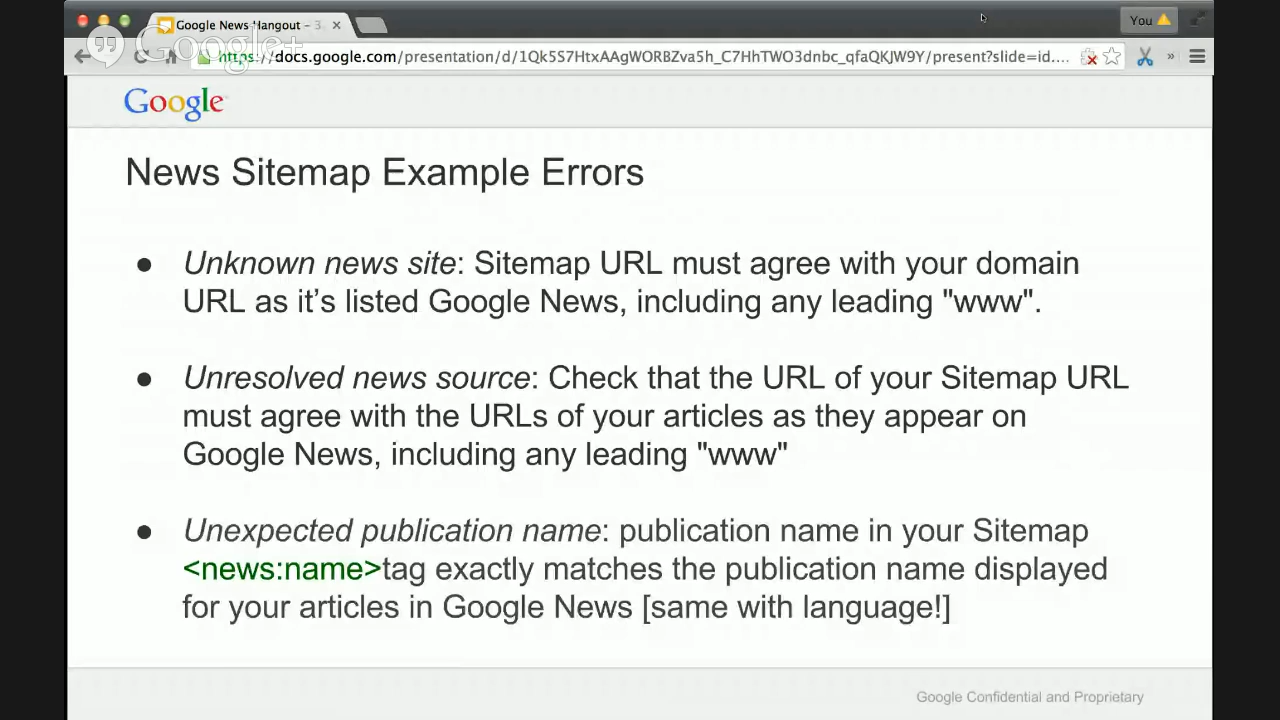 Google News Hangout - 3
You
Google+
https://docs.google.com/presentation/d/1Qk5S7HtxAAgWORBZva5h_C7HhTWO3dnbc_qfaQKJW9Y/present?slide=id....
Google
News Sitemap Example Errors
● Unknown news site: Sitemap URL must agree with your domain
URL as it’s listed Google News, including any leading "www".
● Unresolved news source: Check that the URL of your Sitemap URL
must agree with the URLs of your articles as they appear on
Google News, including any leading "www"
● Unexpected publication name: publication name in your Sitemap
<news:name>tag exactly matches the publication name displayed
for your articles in Google News [same with language!]
Google Confidential and Proprietary